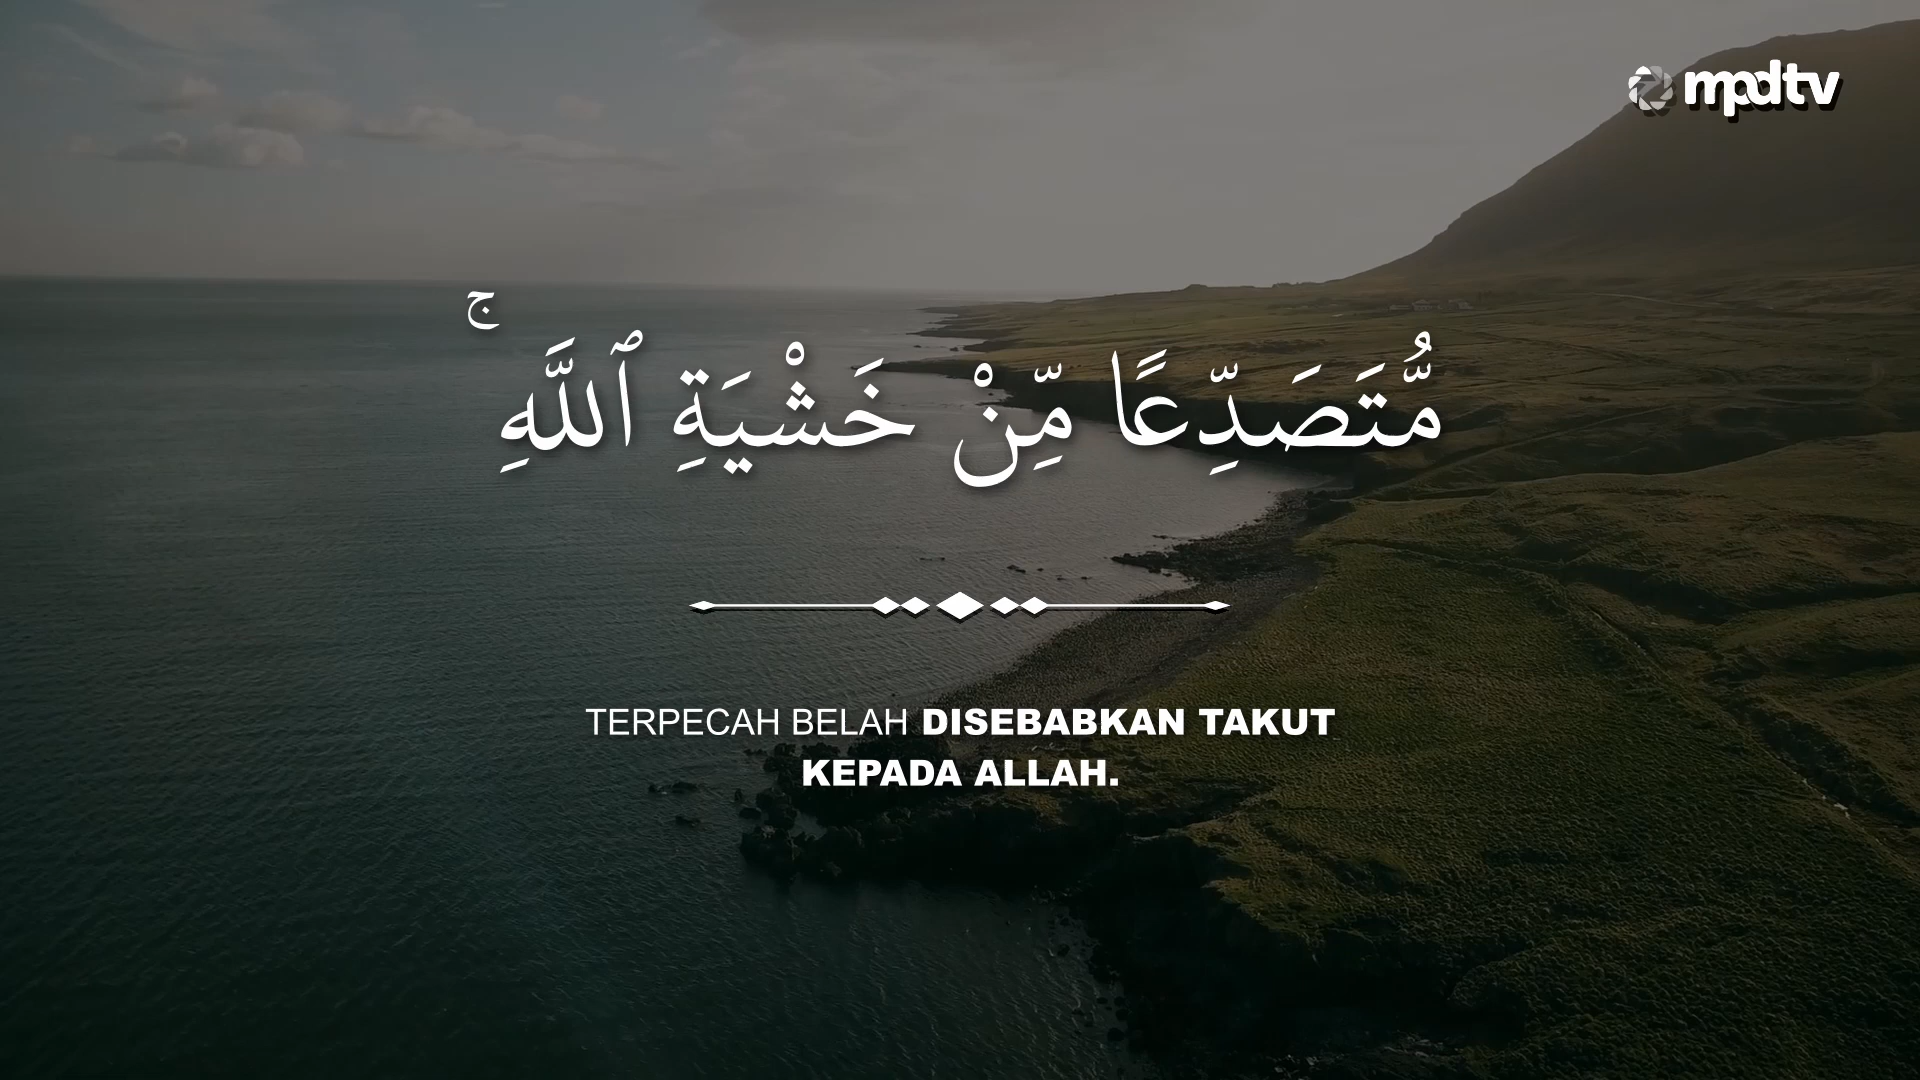 mpdtv
مُّتَصَدِّعًا مِّنْ خَشْيَةِ ٱللَّهِ ۚ
TERPECAH BELAH DISEBABKAN TAKUT
KEPADA ALLAH.